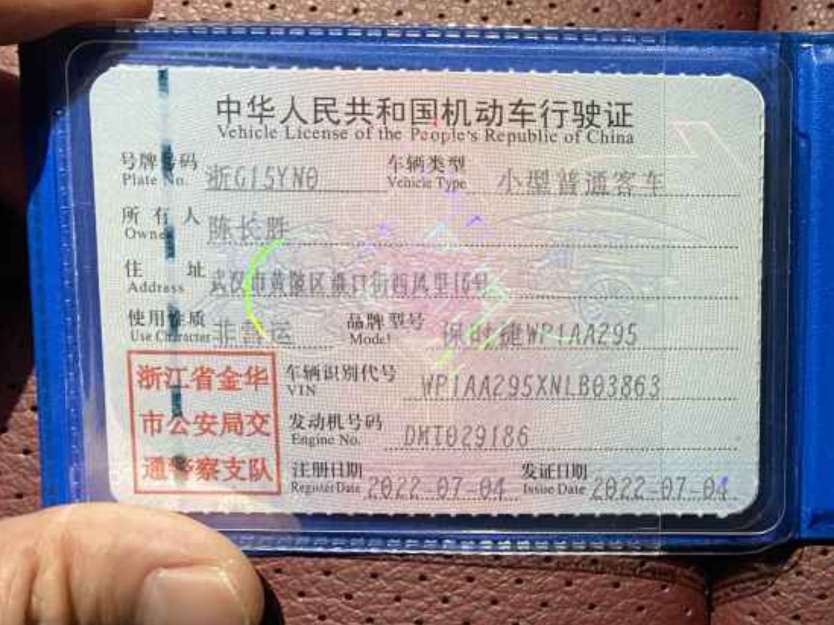 中华人民共和国机动车行驶证
Vehicle License of the People's Republic of China
号牌号码 浙G15YN0 车辆类型 小型普通客车
Plate No. Vehicle Type
所有人 陈长胜
Owner
住址 武汉市黄陂区滠口街西凤里16号
Address
使用性质 非营运 品牌型号 保时捷WP1AA295
Use Character Model
浙江省金华
市公安局交
通警察支队
车辆识别代号 WP1AA295XNLB03863
VIN
发动机号码 DMT029186
Engine No.
注册日期 2022-07-04 发证日期 2022-07-04
Register Date Issue Date